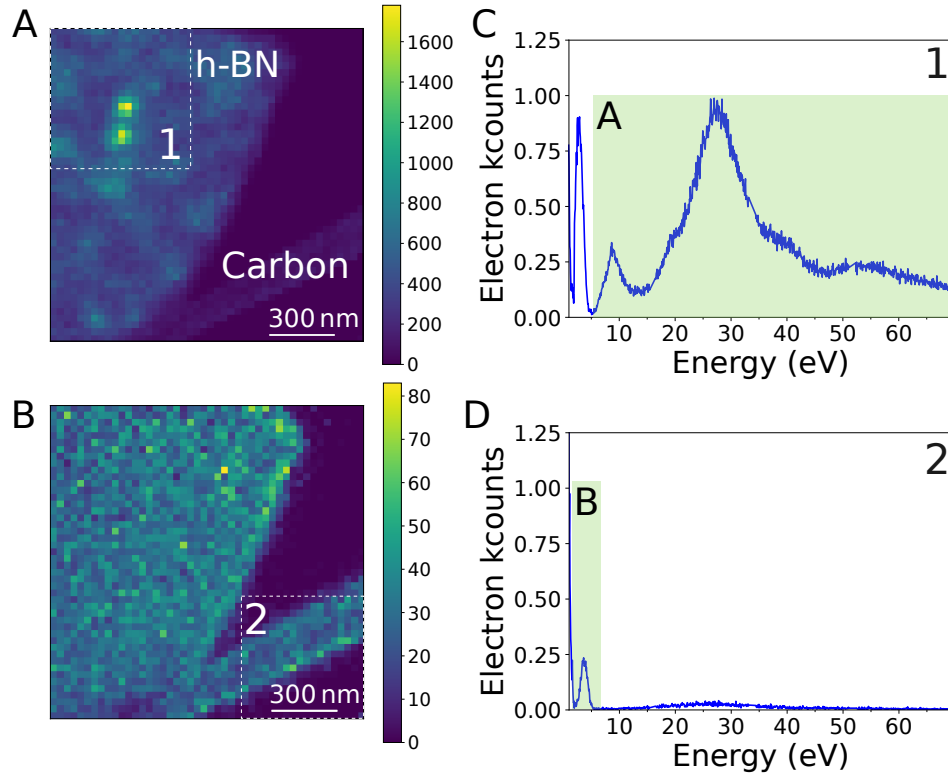 A
h-BN
1
Carbon
300 nm
1600
1400
1200
1000
800
600
400
200
0
C
1
A
1.25
1.00
0.75
0.50
0.25
0.00
Electron kcounts
10 20 30 40 50 60
Energy (eV)
B
2
300 nm
80
70
60
50
40
30
20
10
0
D
2
B
1.25
1.00
0.75
0.50
0.25
0.00
Electron kcounts
10 20 30 40 50 60
Energy (eV)